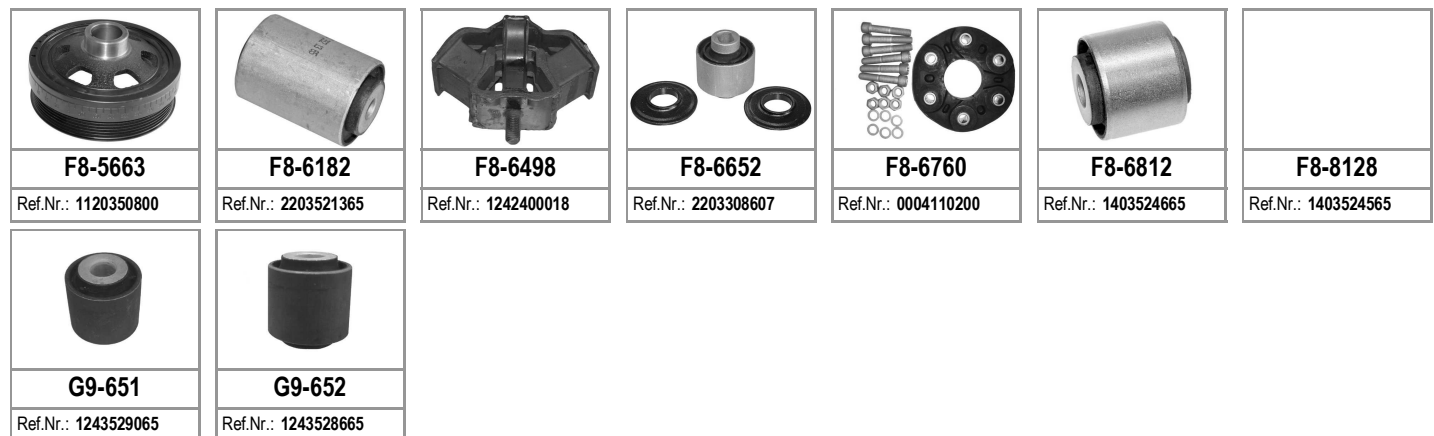 F8-5663
Ref.Nr.: 1120350800
F8-6182
Ref.Nr.: 2203521365
F8-6498
Ref.Nr.: 1242400018
F8-6652
Ref.Nr.: 2203308607
F8-6760
Ref.Nr.: 0004110200
F8-6812
Ref.Nr.: 1403524665
F8-8128
Ref.Nr.: 1403524565
G9-651
Ref.Nr.: 1243529065
G9-652
Ref.Nr.: 1243528665